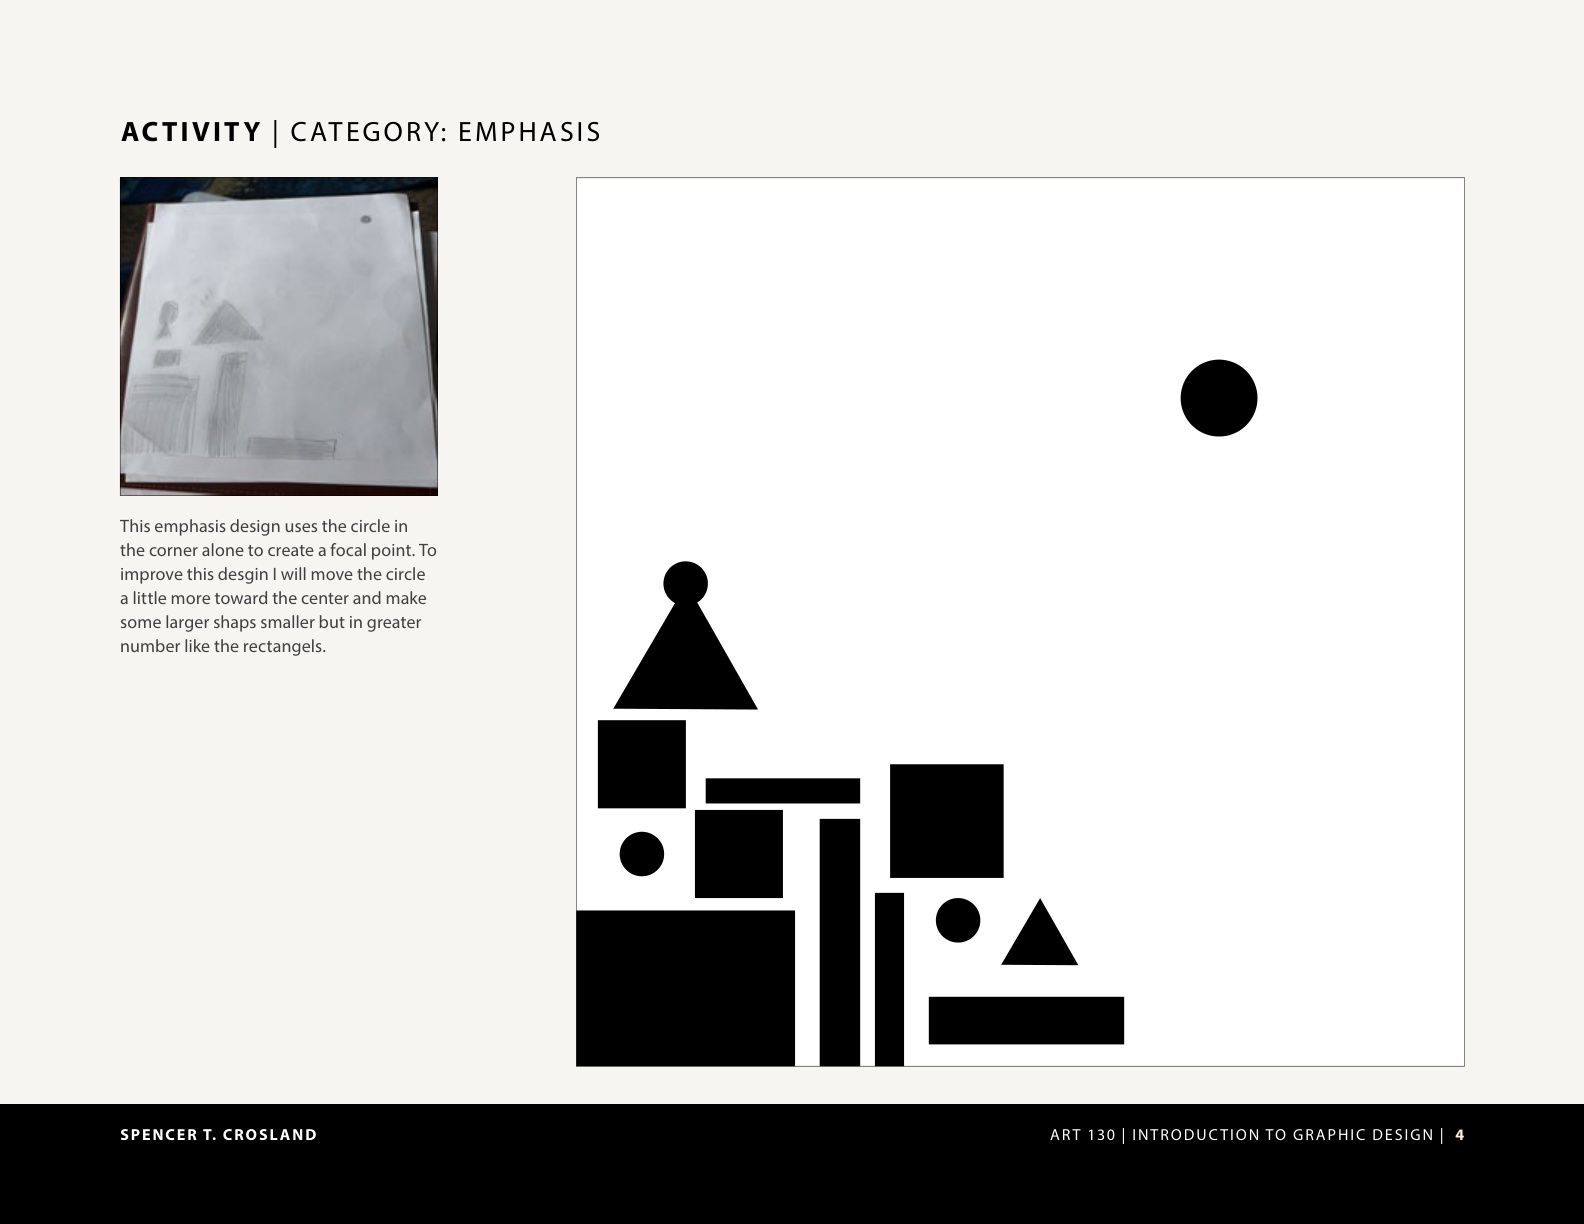 ACTIVITY | CATEGORY: EMPHASIS
This emphasis design uses the circle in
the corner alone to create a focal point. To
improve this desgin I will move the circle
a little more toward the center and make
some larger shaps smaller but in greater
number like the rectangels.
SPENCER T. CROSLAND
ART 130 | INTRODUCTION TO GRAPHIC DESIGN | 4